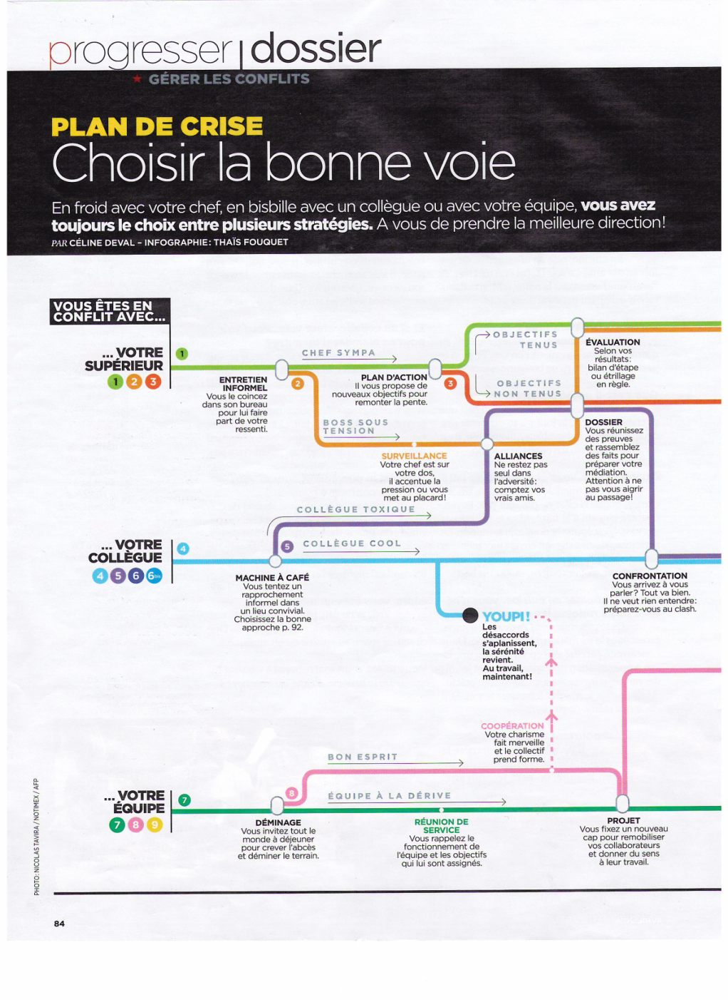 progresser | dossier
★ GÉRER LES CONFLITS
PLAN DE CRISE
Choisir la bonne voie
En froid avec votre chef, en bisbille avec un collègue ou avec votre équipe, vous avez
toujours le choix entre plusieurs stratégies. A vous de prendre la meilleure direction!
PAR CÉLINE DEVAL – INFOGRAPHIE: THAÏS FOUQUET
VOUS ÊTES EN
CONFLIT AVEC...
... VOTRE
SUPÉRIEUR
1 2 3
1
ENTRETIEN
INFORMEL
Vous le coincez
dans son bureau
pour lui faire
part de votre
ressenti.
CHEF SYMPA
2
PLAN D'ACTION
Il vous propose de
nouveaux objectifs pour
remonter la pente.
3
OBJECTIFS
TENUS
OBJECTIFS
NON TENUS
ÉVALUATION
Selon vos
résultats:
bilan d'étape
ou étrillage
en règle.
BOSS SOUS
TENSION
SURVEILLANCE
Votre chef est sur
votre dos,
il accentue la
pression ou vous
met au placard!
ALLIANCES
Ne restez pas
seul dans
l'adversité:
comptez vos
vrais amis.
DOSSIER
Vous réunissez
des preuves
et rassemblez
des faits pour
préparer votre
médiation.
Attention à ne
pas vous aigrir
au passage!
COLLÈGUE TOXIQUE
... VOTRE
COLLÈGUE
4 5 6 6bis
4
5
COLLÈGUE COOL
MACHINE À CAFÉ
Vous tentez un
rapprochement
informel dans
un lieu convivial.
Choisissez la bonne
approche p. 92.
CONFRONTATION
Vous arrivez à vous
parler? Tout va bien.
Il ne veut rien entendre:
préparez-vous au clash.
YOUPI!
Les
désaccords
s'aplanissent,
la sérénité
revient.
Au travail,
maintenant!
COOPÉRATION
Votre charisme
fait merveille
et le collectif
prend forme.
BON ESPRIT
... VOTRE
ÉQUIPE
7 8 9
7
8
ÉQUIPE À LA DÉRIVE
DÉMINAGE
Vous invitez tout le
monde à déjeuner
pour crever l'abcès
et déminer le terrain.
RÉUNION DE
SERVICE
Vous rappelez le
fonctionnement de
l'équipe et les objectifs
qui lui sont assignés.
PROJET
Vous fixez un nouveau
cap pour remobiliser
vos collaborateurs
et donner du sens
à leur travail.
PHOTO: NICOLAS TAVIRA / NOTIMEX / AFP
84